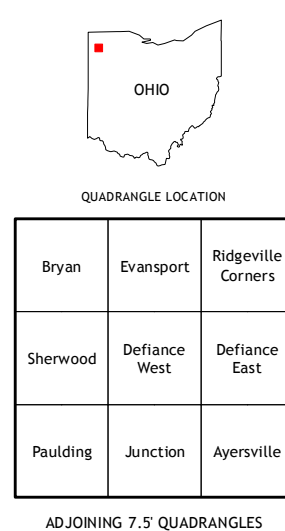 OHIO
QUADRANGLE LOCATION
Bryan
Evansport
Ridgeville
Corners
Sherwood
Defiance
West
Defiance
East
Paulding
Junction
Ayersville
ADJOINING 7.5' QUADRANGLES